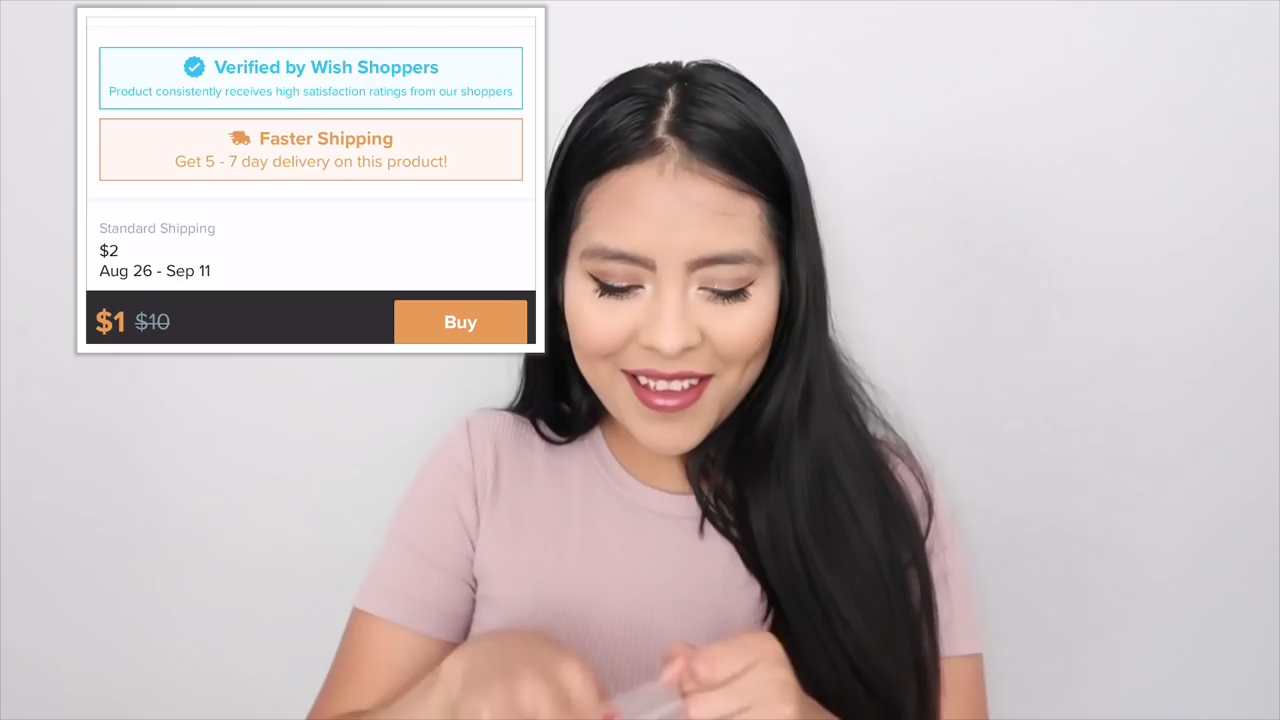 Verified by Wish Shoppers
Product consistently receives high satisfaction ratings from our shoppers
Faster Shipping
Get 5 - 7 day delivery on this product!
Standard Shipping
$2
Aug 26 - Sep 11
$1 $10
Buy